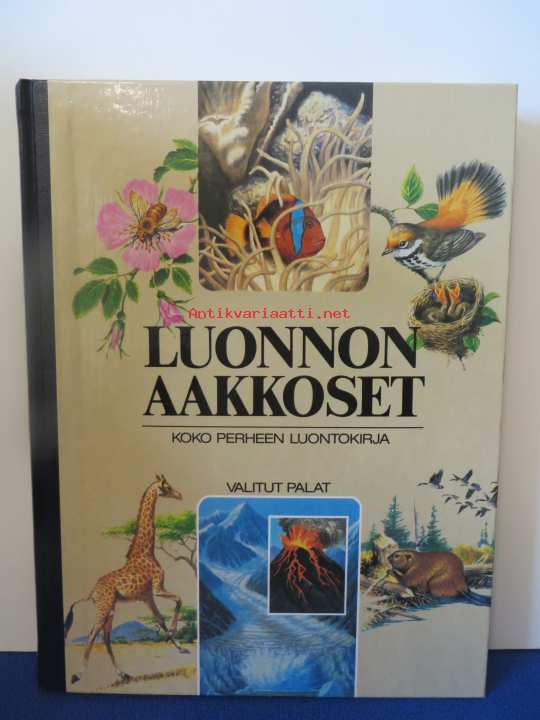 Antikvariaatti.net
LUONNON
AAKKOSET
KOKO PERHEEN LUONTOKIRJA
VALITUT PALAT